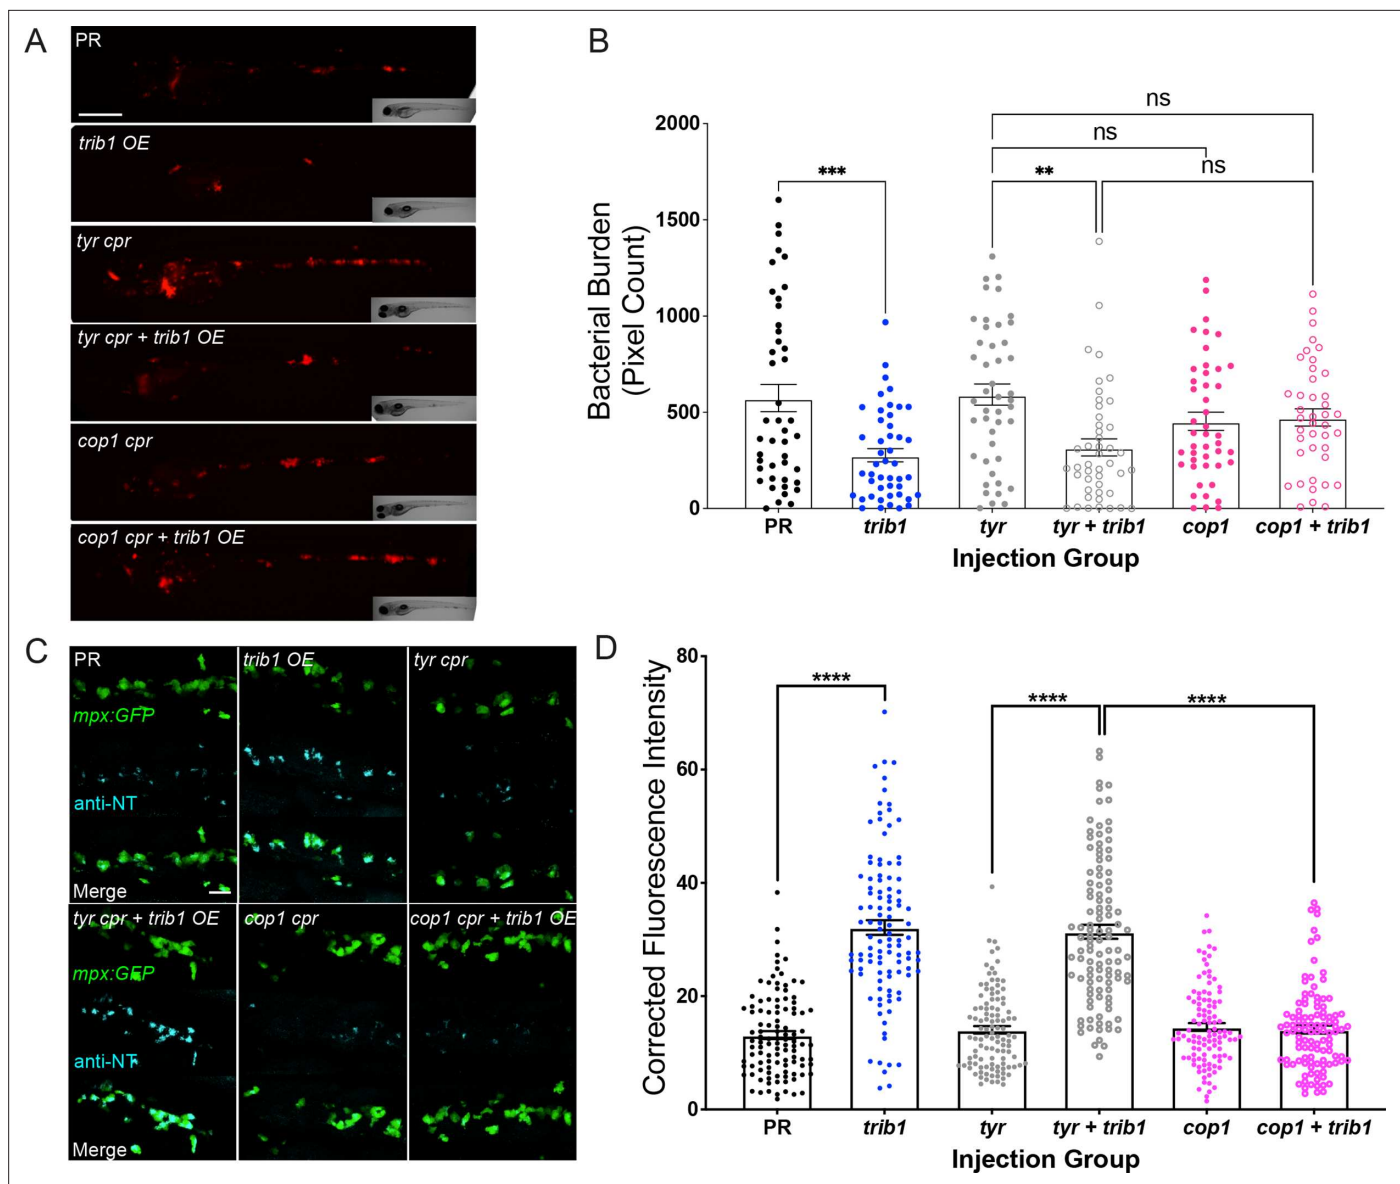 A
PR
trib1 OE
tyr cpr
tyr cpr + trib1 OE
cop1 cpr
cop1 cpr + trib1 OE
B
Bacterial Burden
(Pixel Count)
2000
1500
1000
500
0
***
**
ns
ns
ns
PR
trib1
tyr
tyr + trib1
cop1
cop1 + trib1
Injection Group
C
PR
trib1 OE
tyr cpr
mpx:GFP
anti-NT
Merge
tyr cpr + trib1 OE
cop1 cpr
cop1 cpr + trib1 OE
mpx:GFP
anti-NT
Merge
D
Corrected Fluorescence Intensity
80
60
40
20
0
****
****
****
PR
trib1
tyr
tyr + trib1
cop1
cop1 + trib1
Injection Group